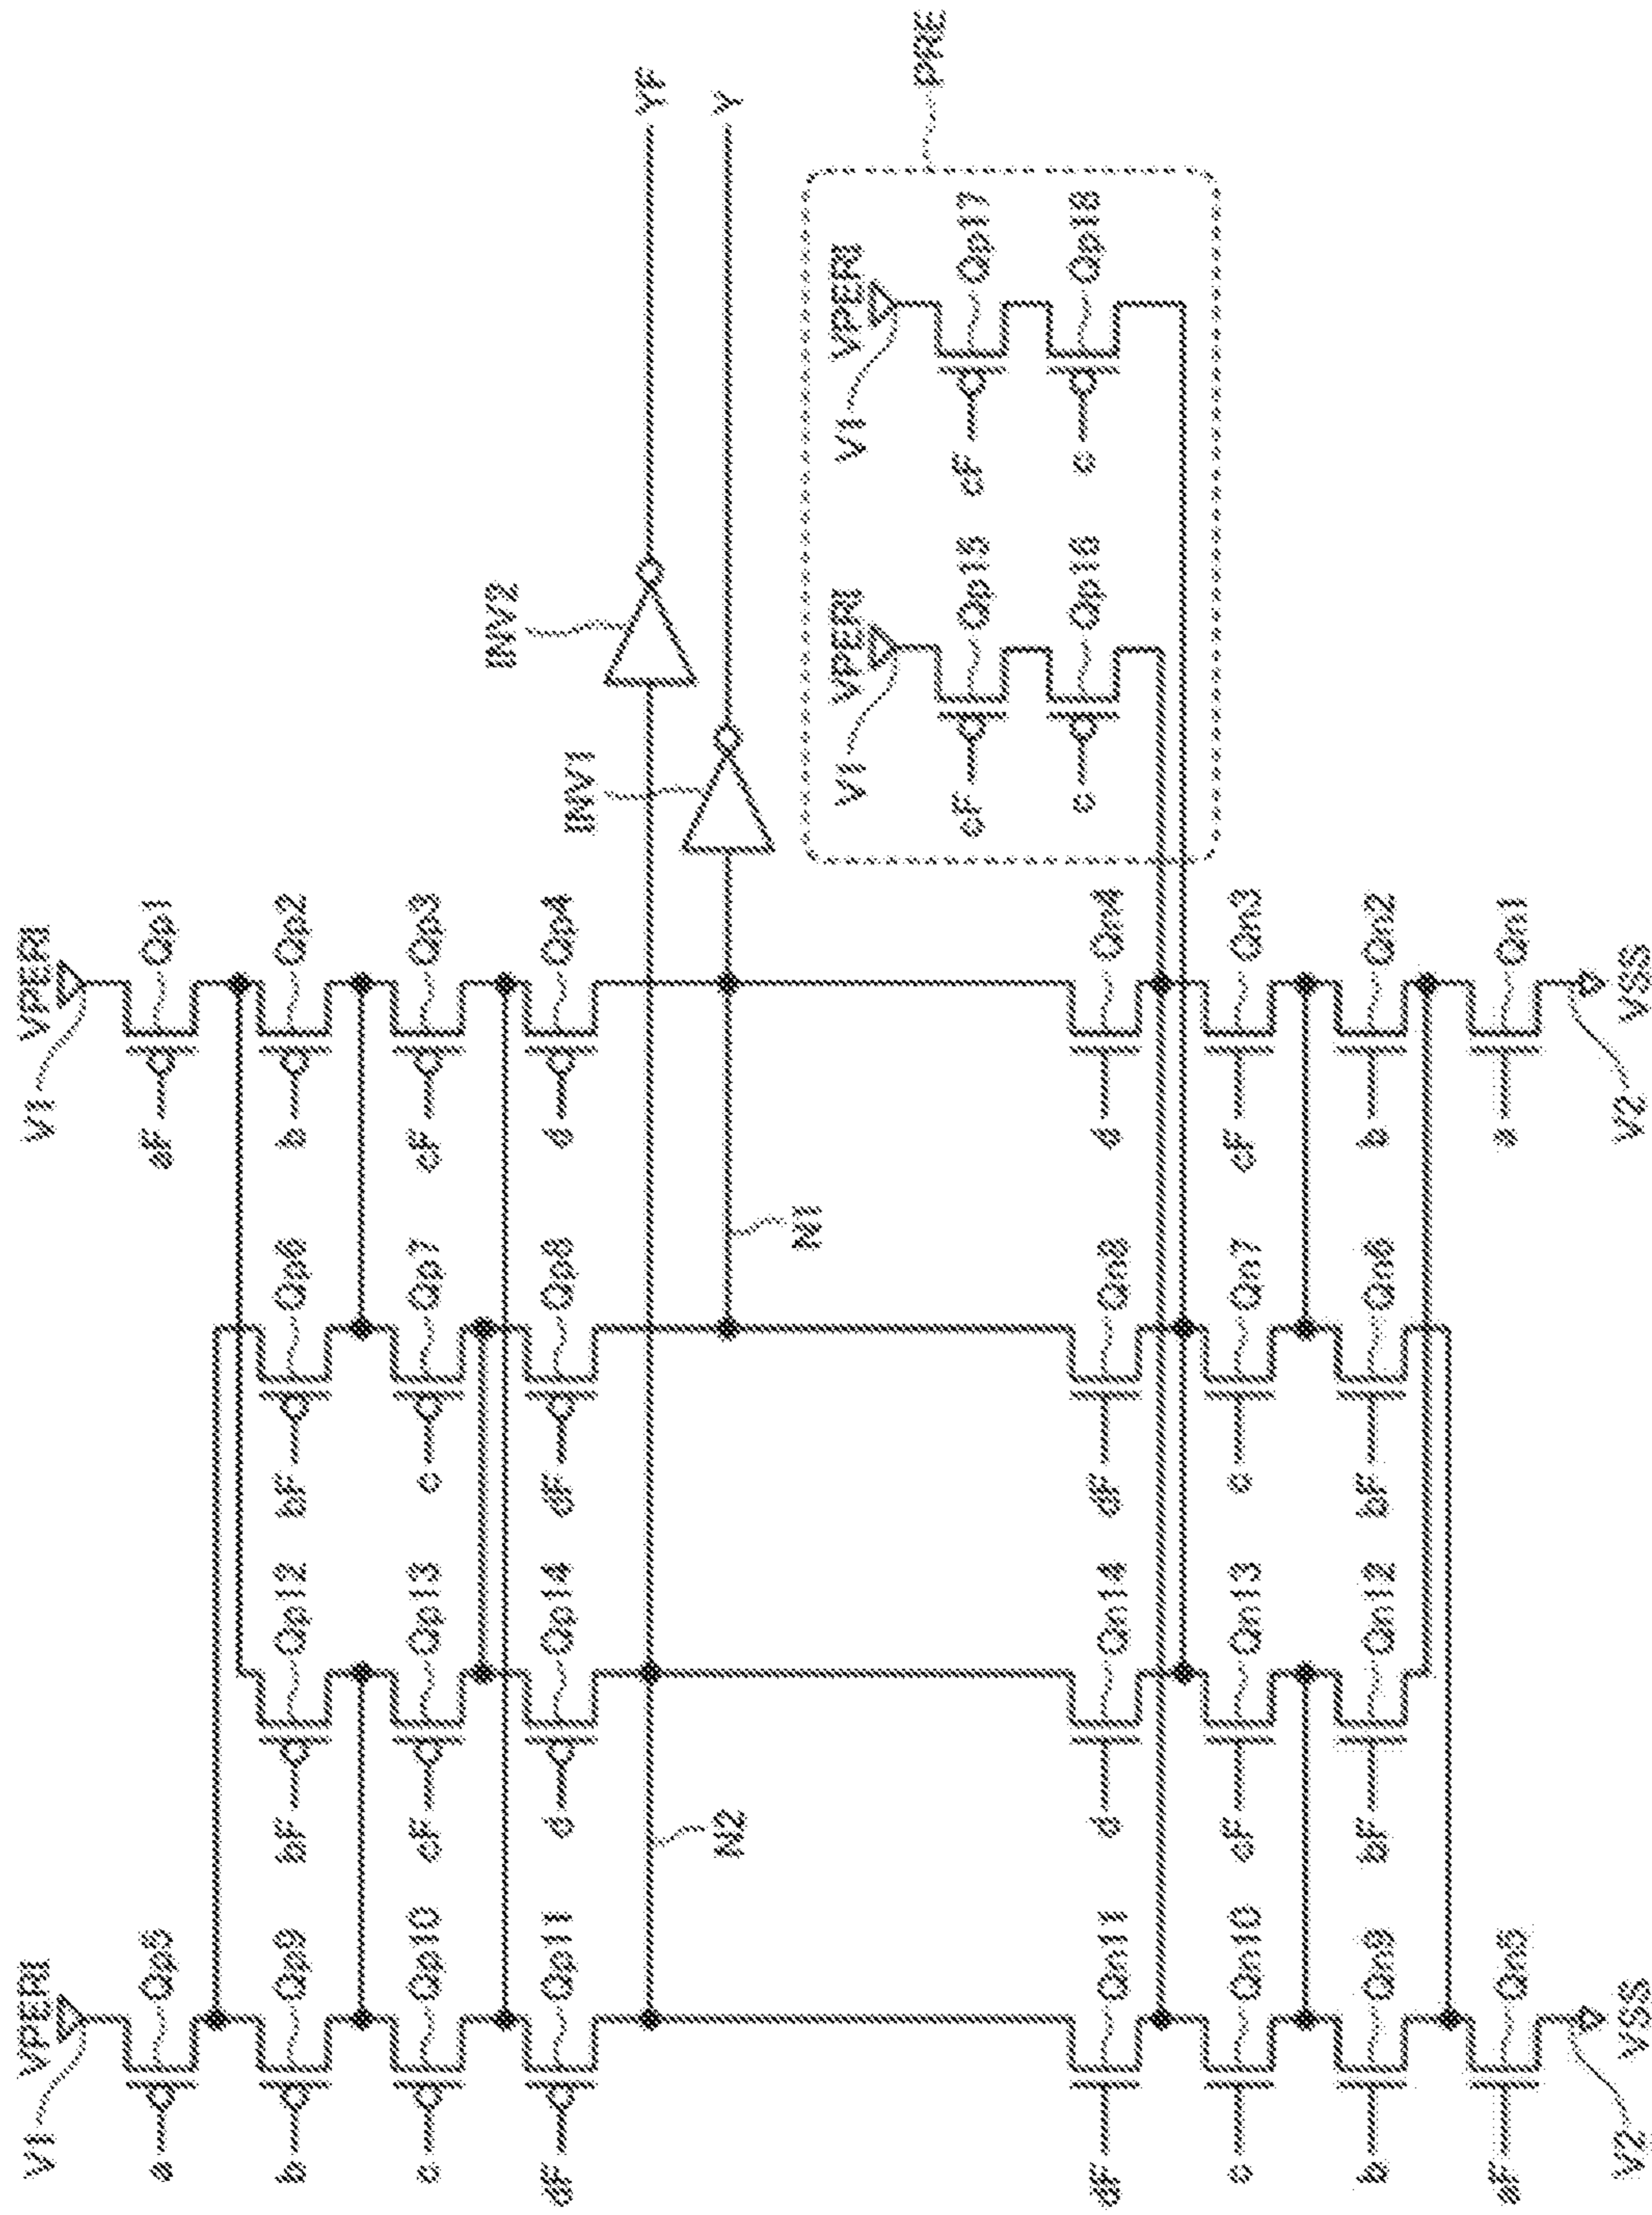 VPERI
V1
a
Qp5
b
Qp9
c
Qp10
dF
Qp11
bF
Qp12
cF
Qp13
d
Qp14
bF
Qp6
c
Qp7
dF
Qp8
VPERI
V1
aF
Qp1
b
Qp2
cF
Qp3
d
Qp4
N2
N1
INV2
INV1
YF
Y
dF
Qn11
c
Qn10
b
Qn9
aF
Qn5
V2
VSS
d
Qn14
cF
Qn13
bF
Qn12
dF
Qn8
c
Qn7
bF
Qn6
d
Qn4
cF
Qn3
b
Qn2
a
Qn1
V2
VSS
VPERI
V1
cF
Qp15
c
Qp16
VPERI
V1
cF
Qp17
c
Qp18
PRE